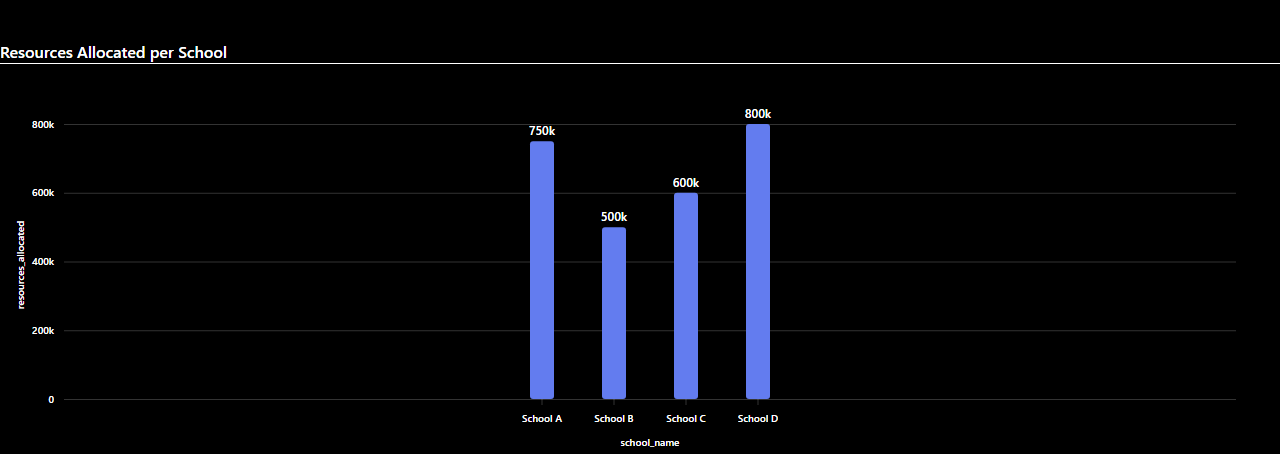 Resources Allocated per School
800k
750k
800k
600k
600k
500k
400k
200k
0
resources_allocated
School A School B School C School D
school_name